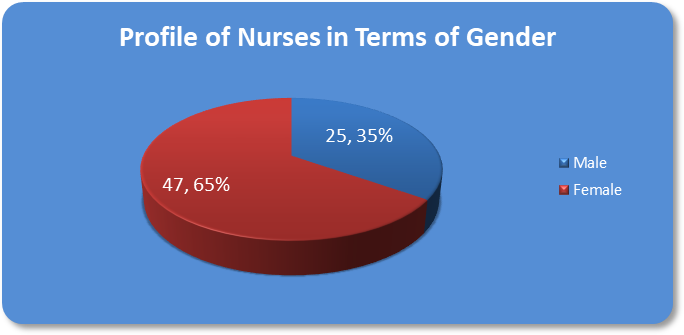 Profile of Nurses in Terms of Gender
25, 35%
47, 65%
Male
Female